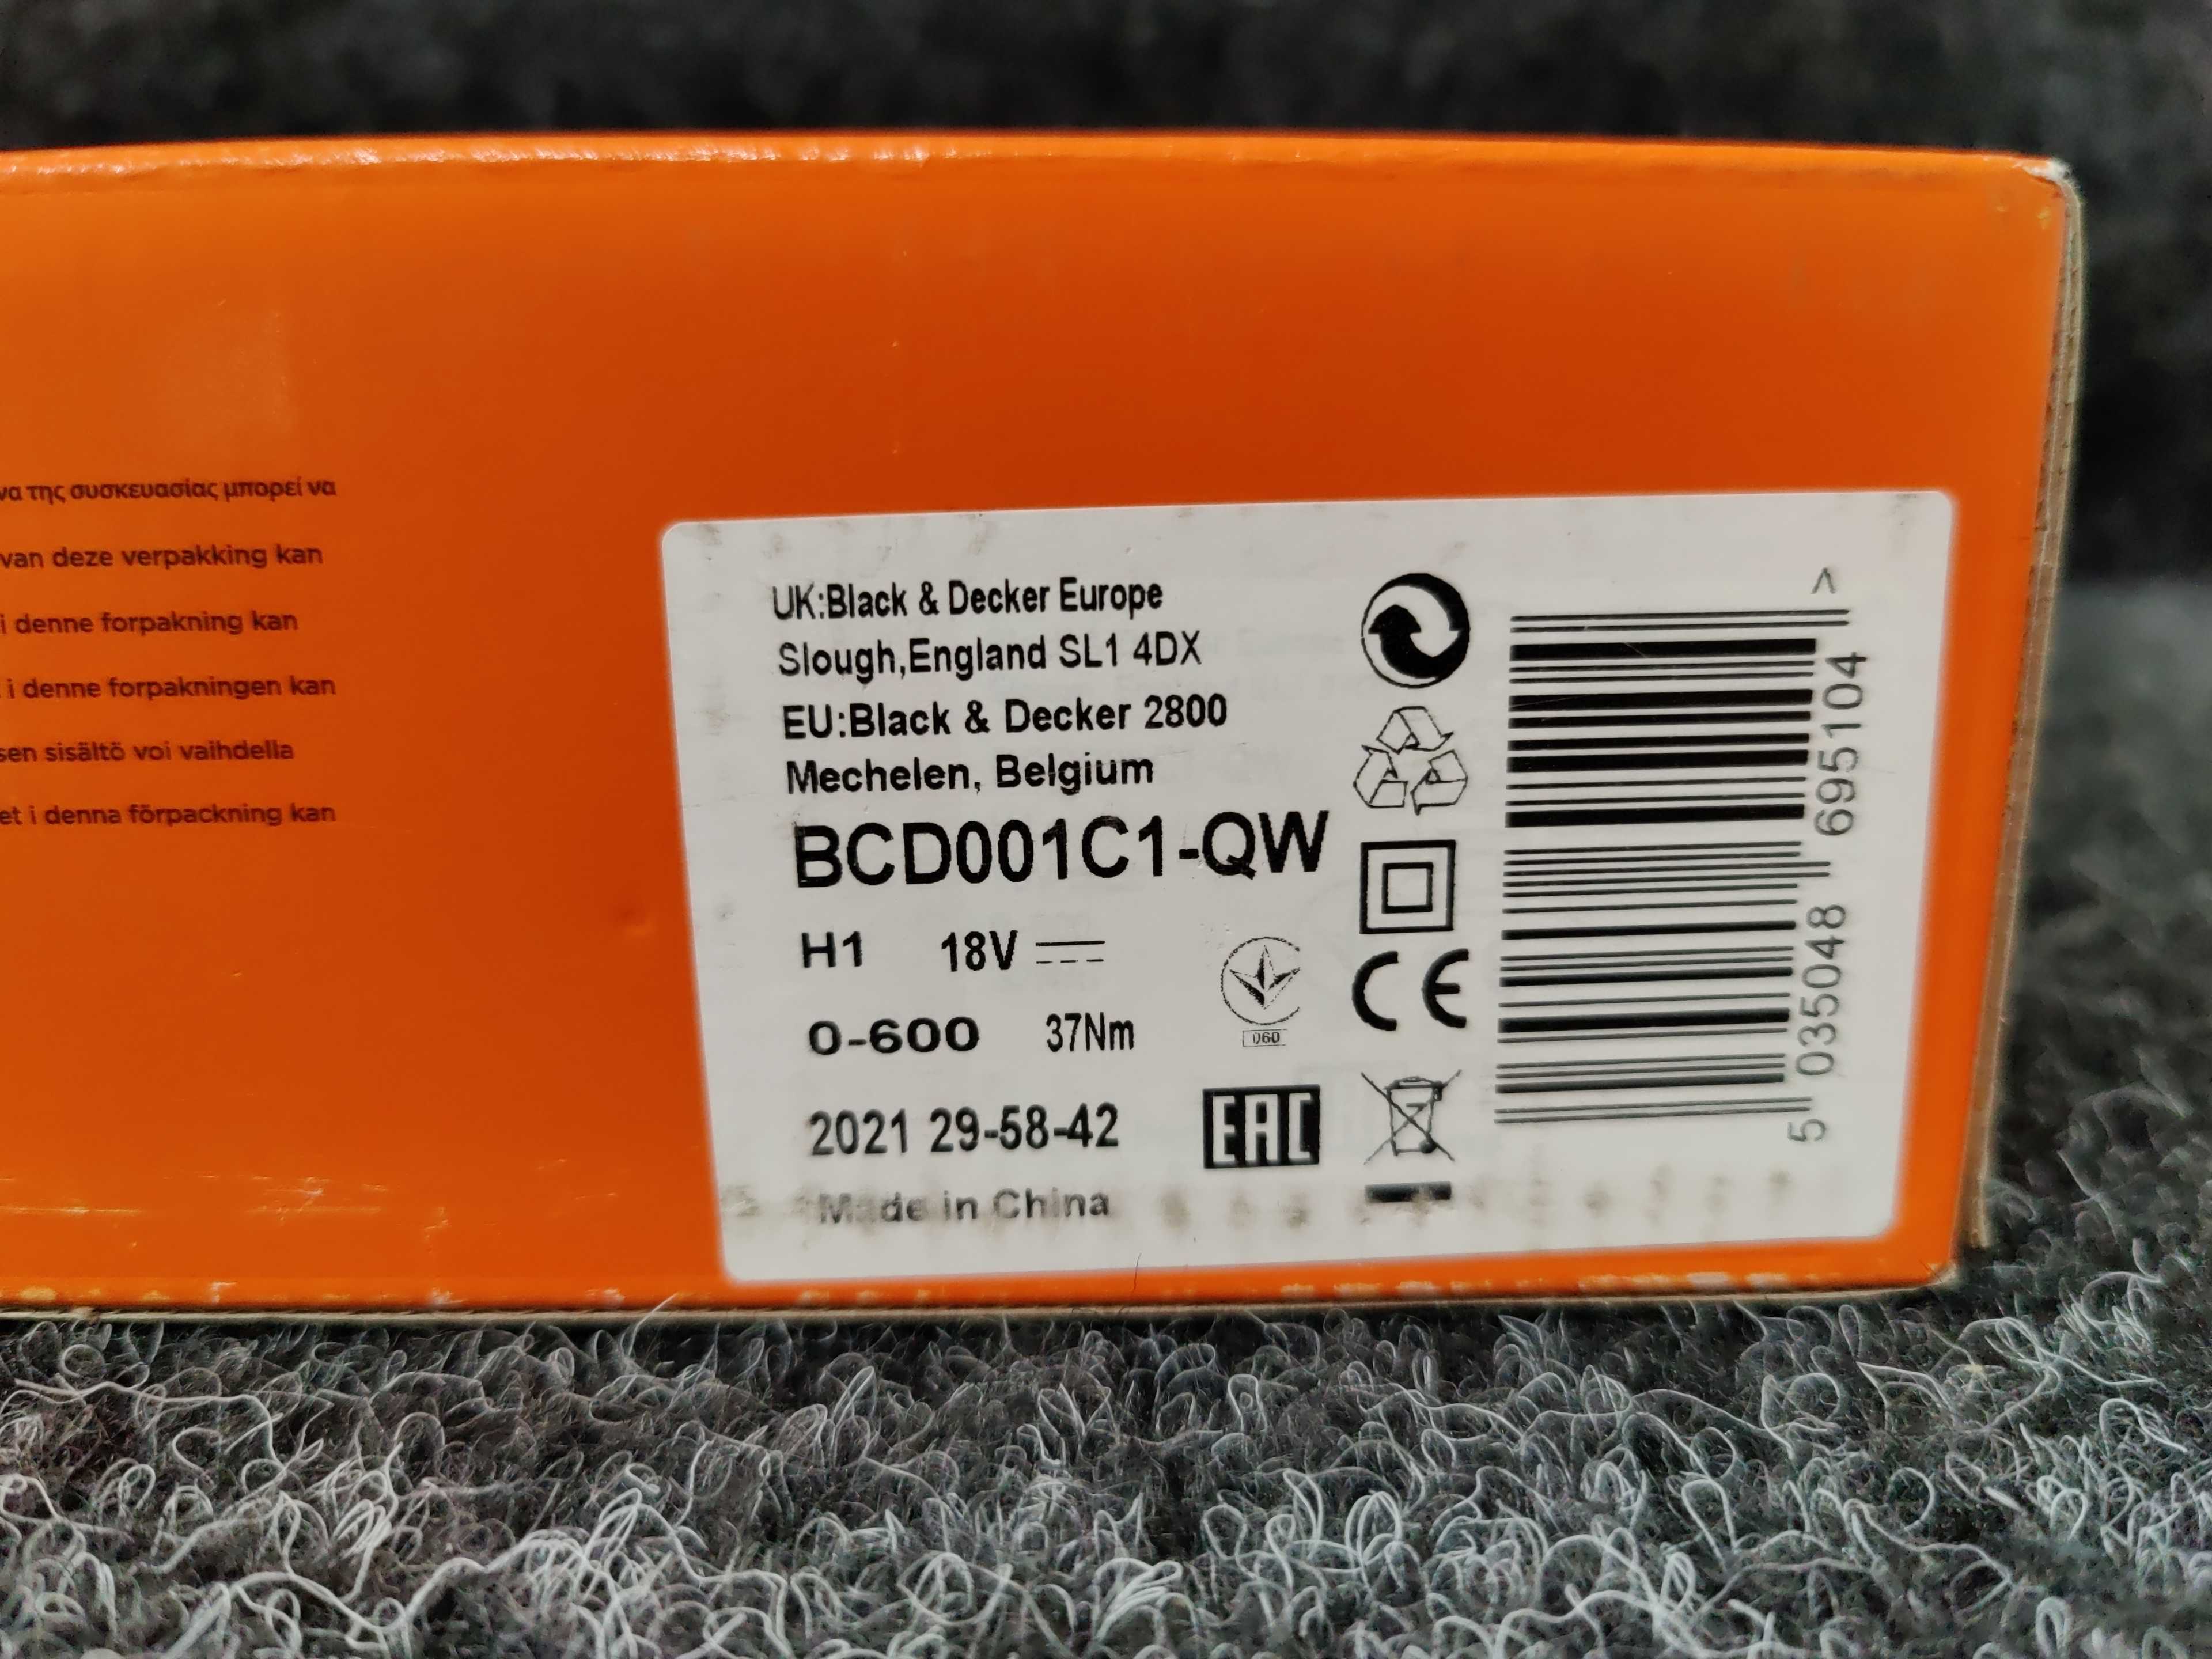 να της συσκευασίας μπορεί να
van deze verpakking kan
i denne forpakning kan
i denne forpakningen kan
sen sisältö voi vaihdella
et i denna förpackning kan
UK:Black & Decker Europe
Slough,England SL1 4DX
EU:Black & Decker 2800
Mechelen, Belgium
BCD001C1-QW
H1 18V
0-600 37Nm
060
2021 29-58-42
EAC
Made in China
CE
5 035048 695104 >